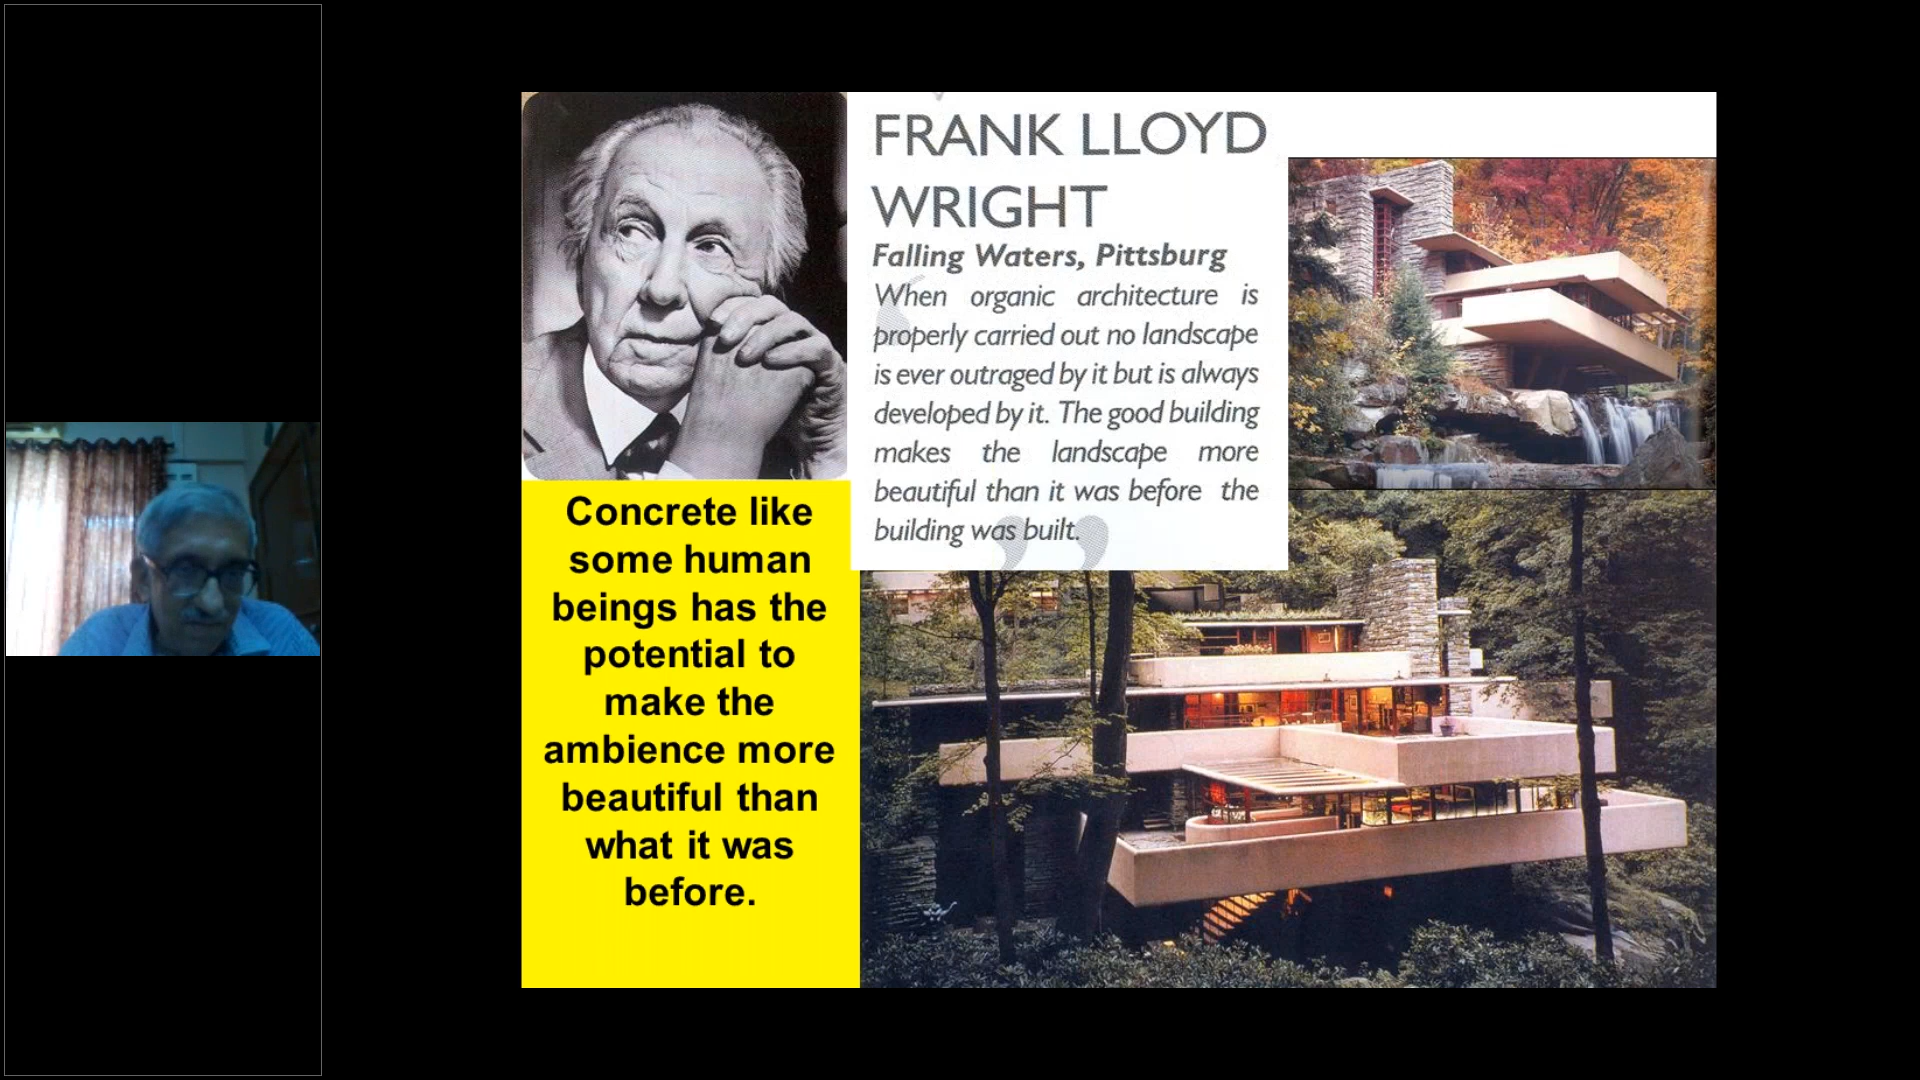 FRANK LLOYD
WRIGHT
Falling Waters, Pittsburg
When organic architecture is
properly carried out no landscape
is ever outraged by it but is always
developed by it. The good building
makes the landscape more
beautiful than it was before the
building was built.
Concrete like
some human
beings has the
potential to
make the
ambience more
beautiful than
what it was
before.